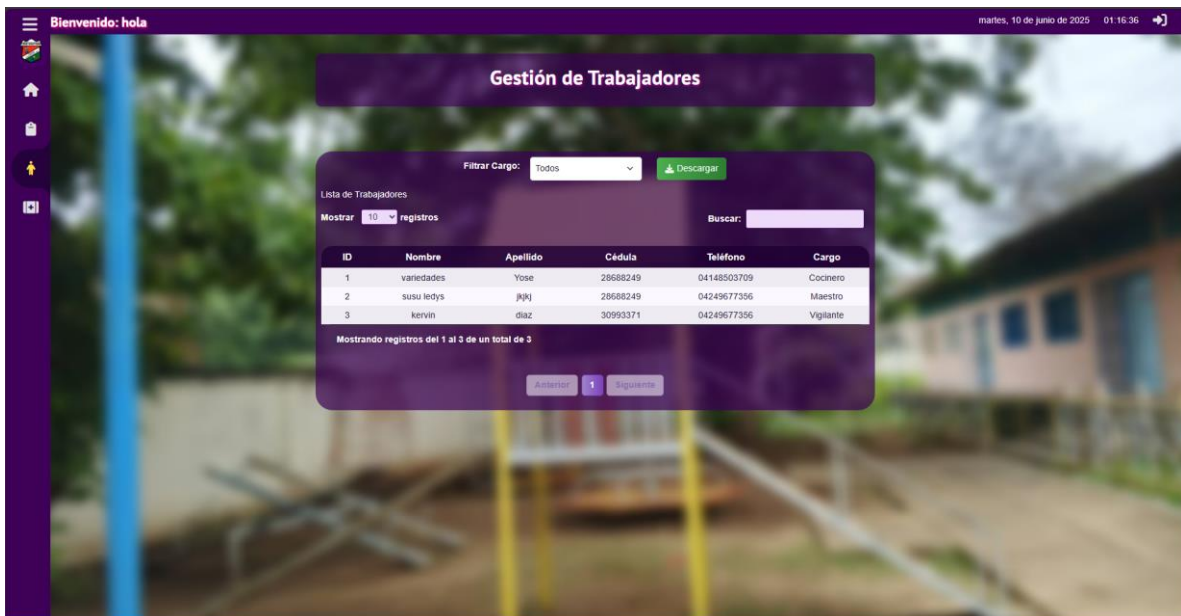 Bienvenido: hola martes, 10 de junio de 2025 01:16:36
Gestión de Trabajadores
Filtrar Cargo: Todos Descargar
Lista de Trabajadores
Mostrar 10 registros Buscar:
ID Nombre Apellido Cédula Teléfono Cargo
1 variedades Yose 28688249 04148503709 Cocinero
2 susu ledys jkjkj 28688249 04249677356 Maestro
3 kervin diaz 30993371 04249677356 Vigilante
Mostrando registros del 1 al 3 de un total de 3
Anterior 1 Siguiente